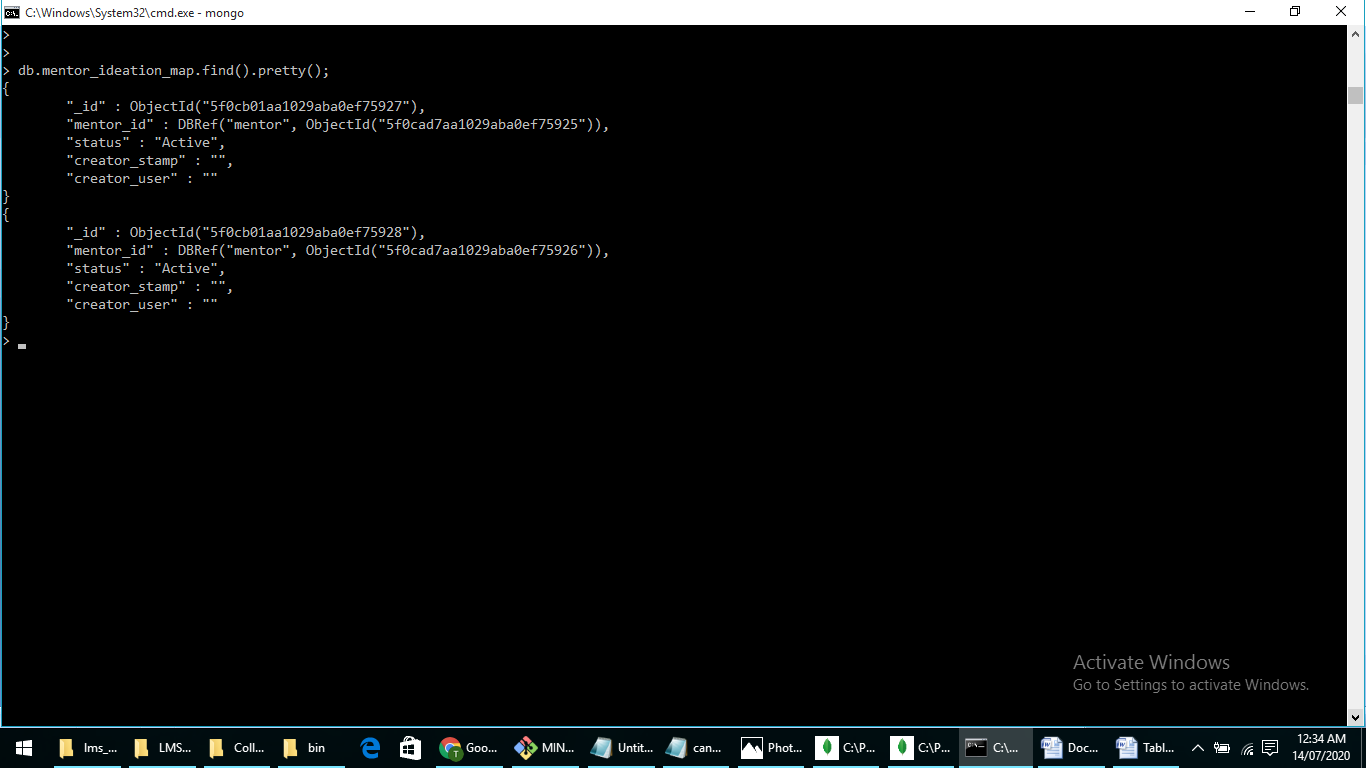 C:\Windows\System32\cmd.exe - mongo
>
>
> db.mentor_ideation_map.find().pretty();
{
"_id" : ObjectId("5f0cb01aa1029aba0ef75927"),
"mentor_id" : DBRef("mentor", ObjectId("5f0cad7aa1029aba0ef75925")),
"status" : "Active",
"creator_stamp" : "",
"creator_user" : ""
}
{
"_id" : ObjectId("5f0cb01aa1029aba0ef75928"),
"mentor_id" : DBRef("mentor", ObjectId("5f0cad7aa1029aba0ef75926")),
"status" : "Active",
"creator_stamp" : "",
"creator_user" : ""
}
>
Activate Windows
Go to Settings to activate Windows.
lms_... LMS... Coll... bin Goo... MIN... Untit... can... Phot... C:\P... C:\P... C:\... Doc... Tabl... 12:34 AM
14/07/2020